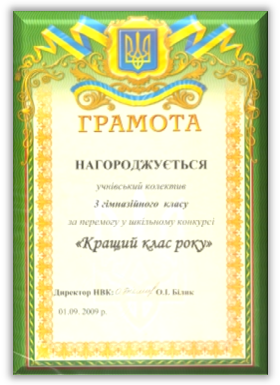 ГРАМОТА
НАГОРОДЖУЄТЬСЯ
учнівський колектив
3 гімназійного класу
за перемогу у шкільному конкурсі
«Кращий клас року»
Директор НВК: О.І. Біляк
01.09. 2009 р.